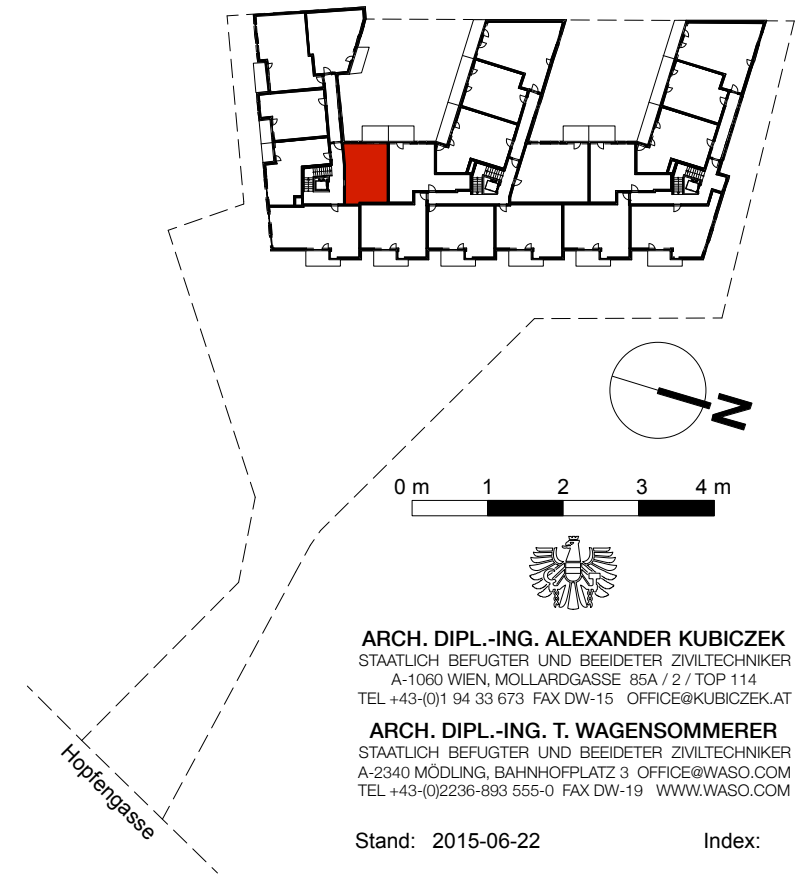 N
0 m 1 2 3 4 m
ARCH. DIPL.-ING. ALEXANDER KUBICZEK
STAATLICH BEFUGTER UND BEEIDETER ZIVILTECHNIKER
A-1060 WIEN, MOLLARDGASSE 85A / 2 / TOP 114
TEL +43-(0)1 94 33 673 FAX DW-15 OFFICE@KUBICZEK.AT
ARCH. DIPL.-ING. T. WAGENSOMMERER
STAATLICH BEFUGTER UND BEEIDETER ZIVILTECHNIKER
A-2340 MÖDLING, BAHNHOFPLATZ 3 OFFICE@WASO.COM
TEL +43-(0)2236-893 555-0 FAX DW-19 WWW.WASO.COM
Hopfengasse
Stand: 2015-06-22 Index: